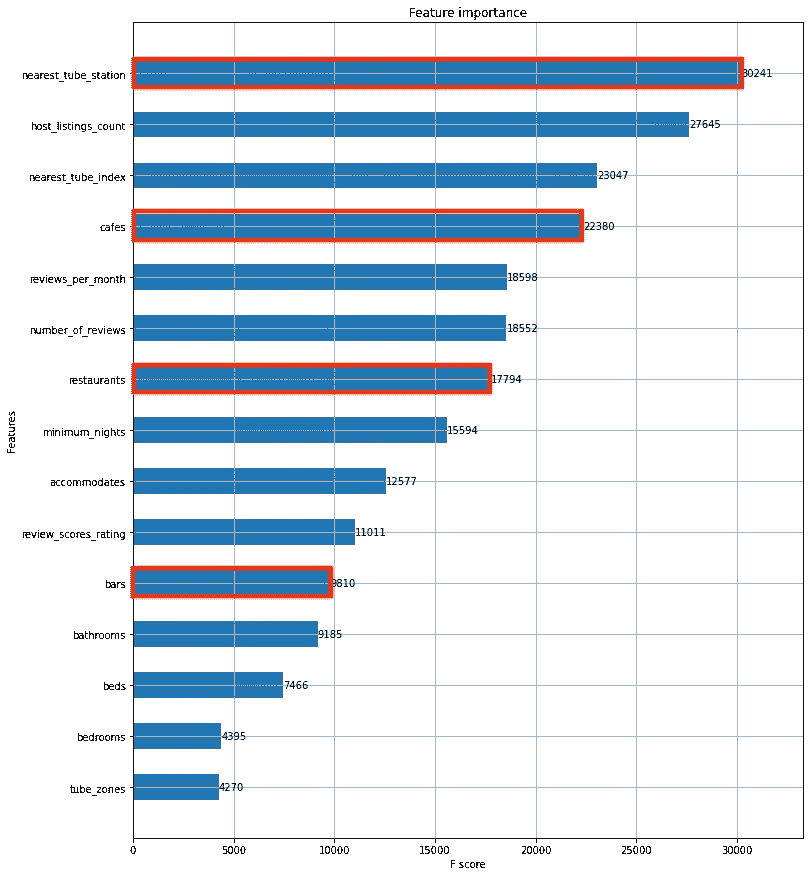 Feature importance
nearest_tube_station 30241
host_listings_count 27645
nearest_tube_index 23047
cafes 22380
reviews_per_month 18598
number_of_reviews 18552
restaurants 17794
minimum_nights 15594
accommodates 12577
review_scores_rating 11011
bars 9810
bathrooms 9185
beds 7466
bedrooms 4395
tube_zones 4270
Features
0 5000 10000 15000 20000 25000 30000
F score